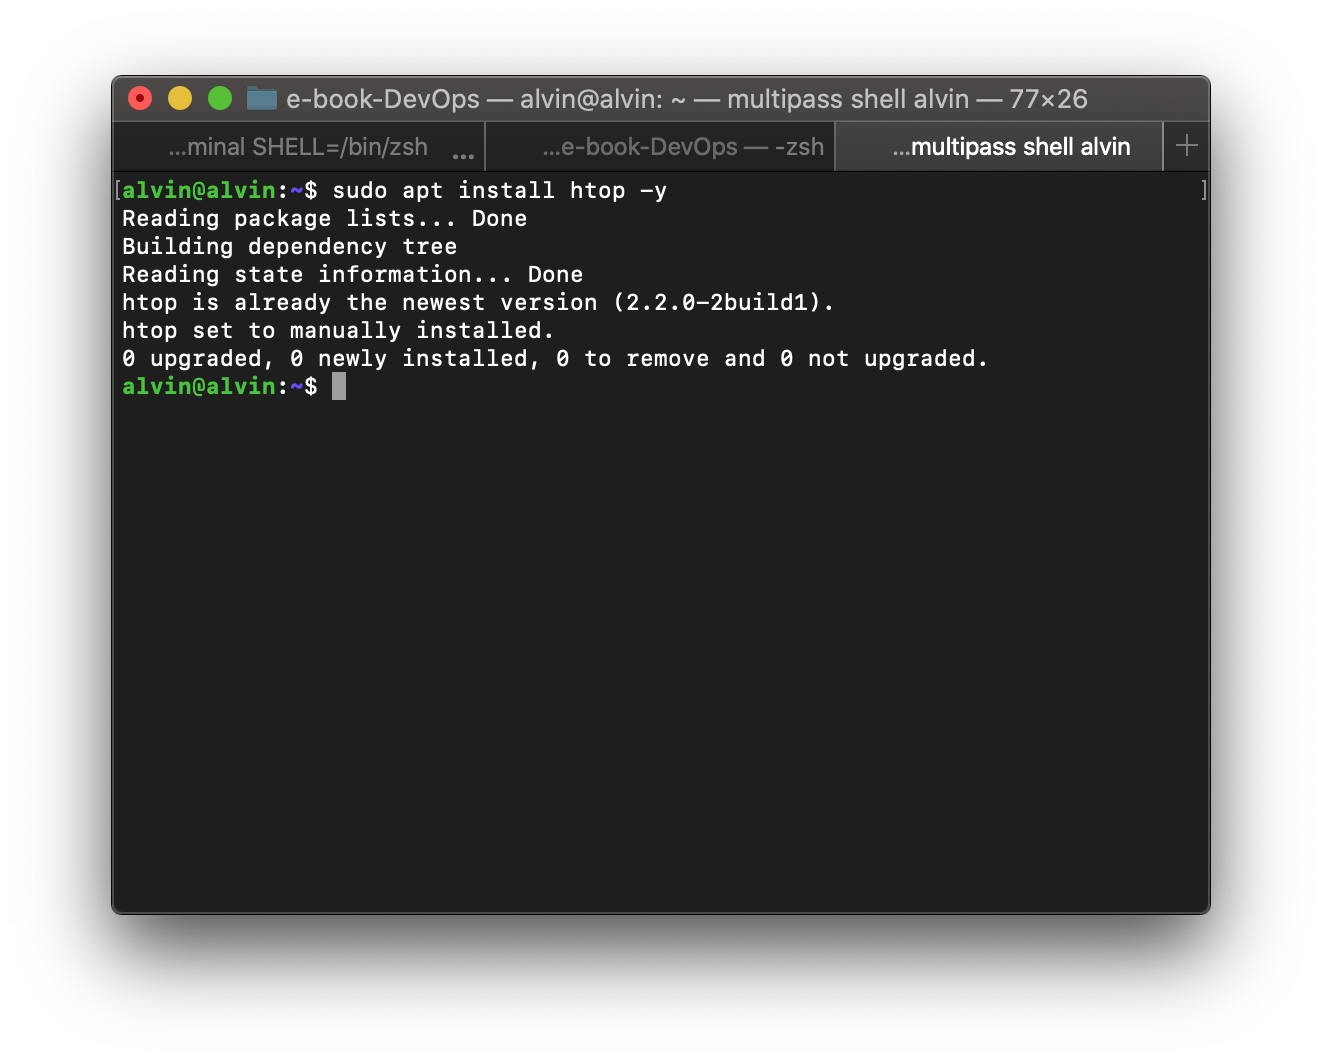 e-book-DevOps — alvin@alvin: ~ — multipass shell alvin — 77×26
...minal SHELL=/bin/zsh ... ...e-book-DevOps — -zsh ...multipass shell alvin +
[alvin@alvin:~$ sudo apt install htop -y ]
Reading package lists... Done
Building dependency tree
Reading state information... Done
htop is already the newest version (2.2.0-2build1).
htop set to manually installed.
0 upgraded, 0 newly installed, 0 to remove and 0 not upgraded.
alvin@alvin:~$